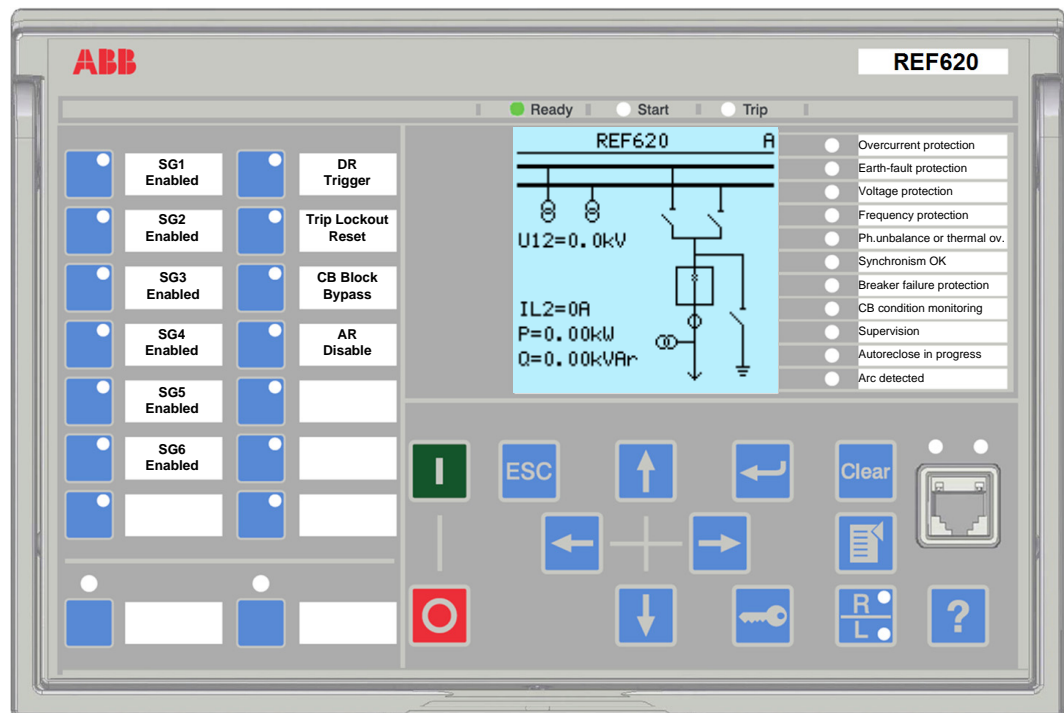 ABB
REF620
Ready
Start
Trip
SG1
Enabled
SG2
Enabled
SG3
Enabled
SG4
Enabled
SG5
Enabled
SG6
Enabled
DR
Trigger
Trip Lockout
Reset
CB Block
Bypass
AR
Disable
REF620 A
U12=0.0kV
IL2=0A
P=0.00kW
Q=0.00kVAr
Overcurrent protection
Earth-fault protection
Voltage protection
Frequency protection
Ph.unbalance or thermal ov.
Synchronism OK
Breaker failure protection
CB condition monitoring
Supervision
Autoreclose in progress
Arc detected
I
ESC
Clear
O
R
L
?